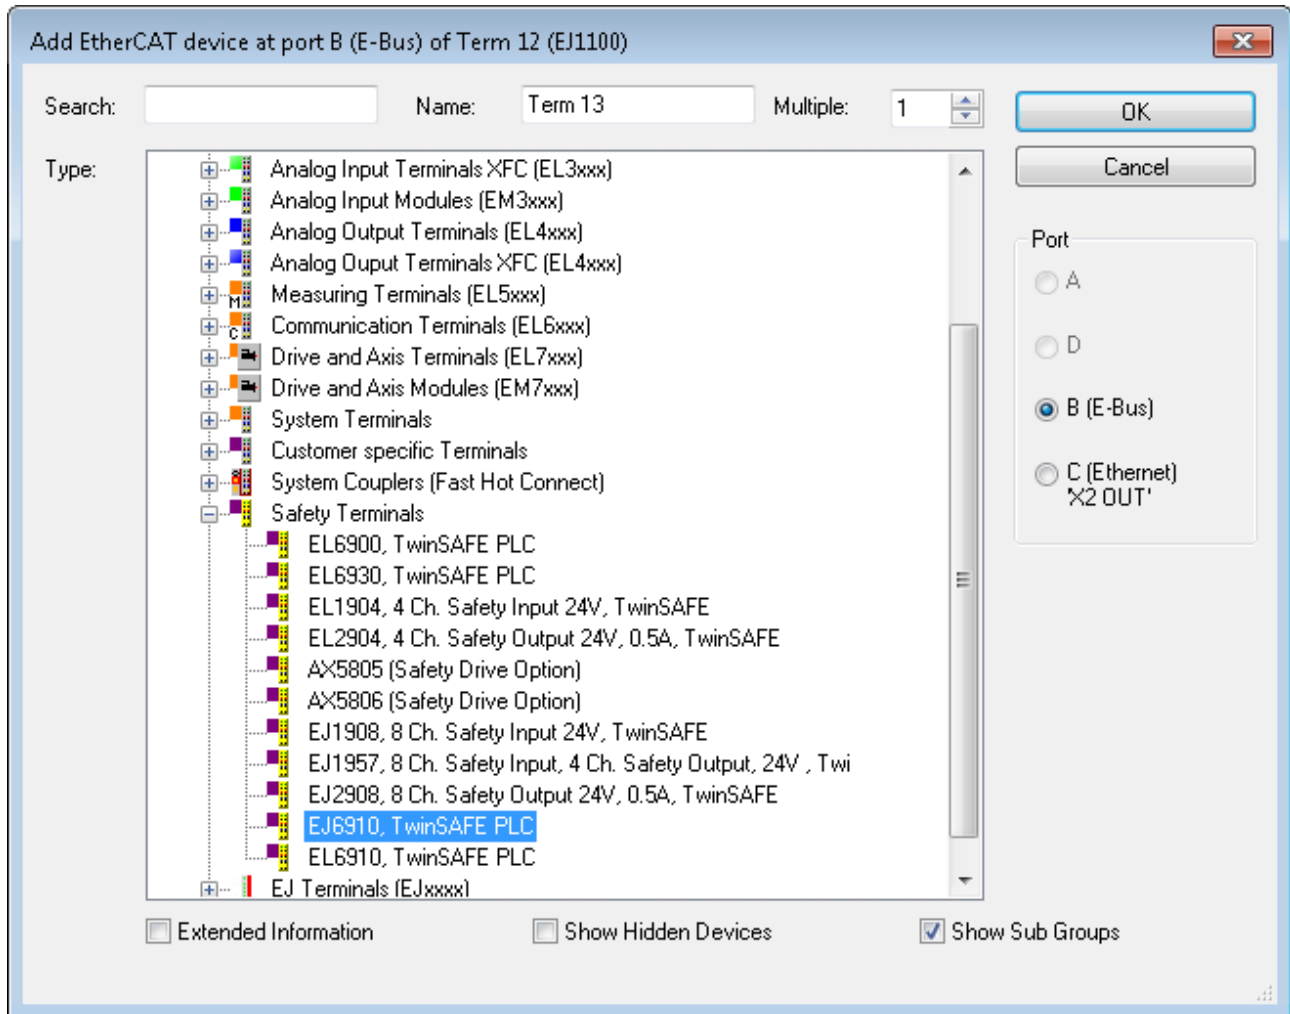 Add EtherCAT device at port B (E-Bus) of Term 12 (EJ1100)
Search:
Name:
Term 13
Multiple:
1
OK
Type:
Cancel
Analog Input Terminals XFC (EL3xxx)
Analog Input Modules (EM3xxx)
Analog Output Terminals (EL4xxx)
Analog Ouput Terminals XFC (EL4xxx)
M
Measuring Terminals (EL5xxx)
C
Communication Terminals (EL6xxx)
Drive and Axis Terminals (EL7xxx)
Drive and Axis Modules (EM7xxx)
System Terminals
Customer specific Terminals
System Couplers (Fast Hot Connect)
Safety Terminals
EL6900, TwinSAFE PLC
EL6930, TwinSAFE PLC
EL1904, 4 Ch. Safety Input 24V, TwinSAFE
EL2904, 4 Ch. Safety Output 24V, 0.5A, TwinSAFE
AX5805 (Safety Drive Option)
AX5806 (Safety Drive Option)
EJ1908, 8 Ch. Safety Input 24V, TwinSAFE
EJ1957, 8 Ch. Safety Input, 4 Ch. Safety Output, 24V , Twi
EJ2908, 8 Ch. Safety Output 24V, 0.5A, TwinSAFE
EJ6910, TwinSAFE PLC
EL6910, TwinSAFE PLC
EJ Terminals (EJxxxx)
Port
A
D
B (E-Bus)
C (Ethernet)
'X2 OUT'
Extended Information
Show Hidden Devices
Show Sub Groups